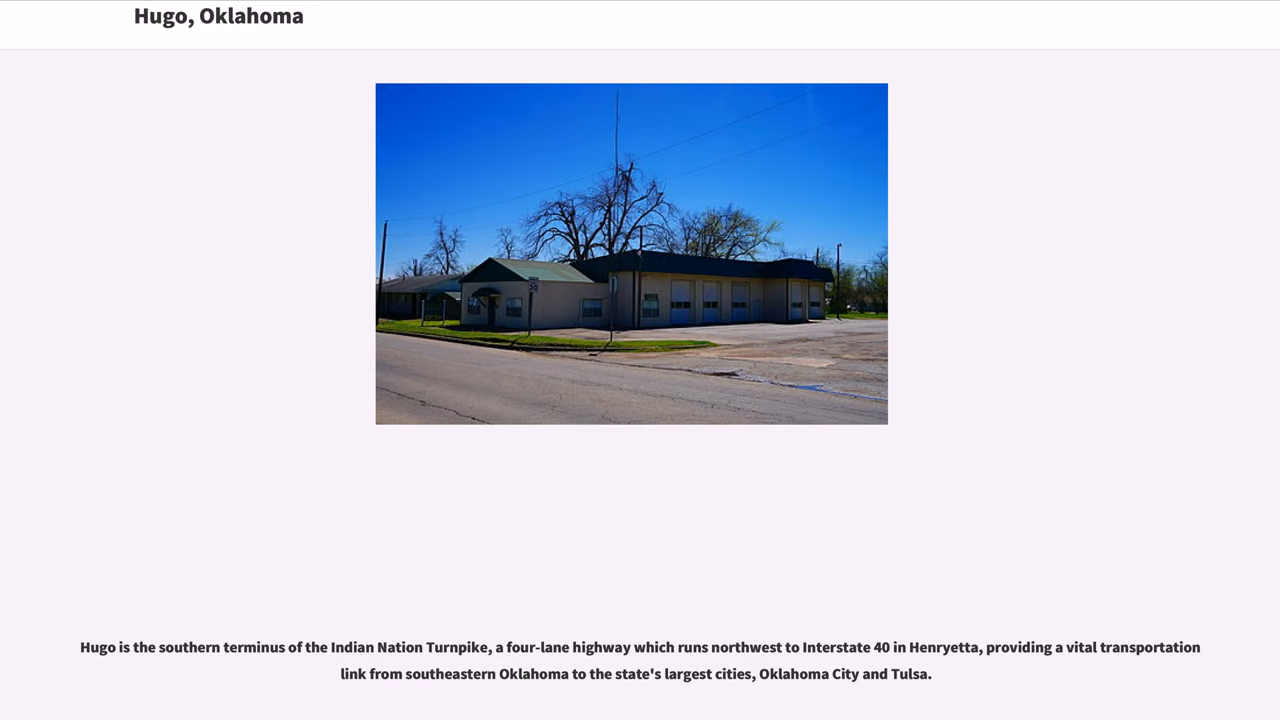 Hugo, Oklahoma
30
Hugo is the southern terminus of the Indian Nation Turnpike, a four-lane highway which runs northwest to Interstate 40 in Henryetta, providing a vital transportation
link from southeastern Oklahoma to the state's largest cities, Oklahoma City and Tulsa.